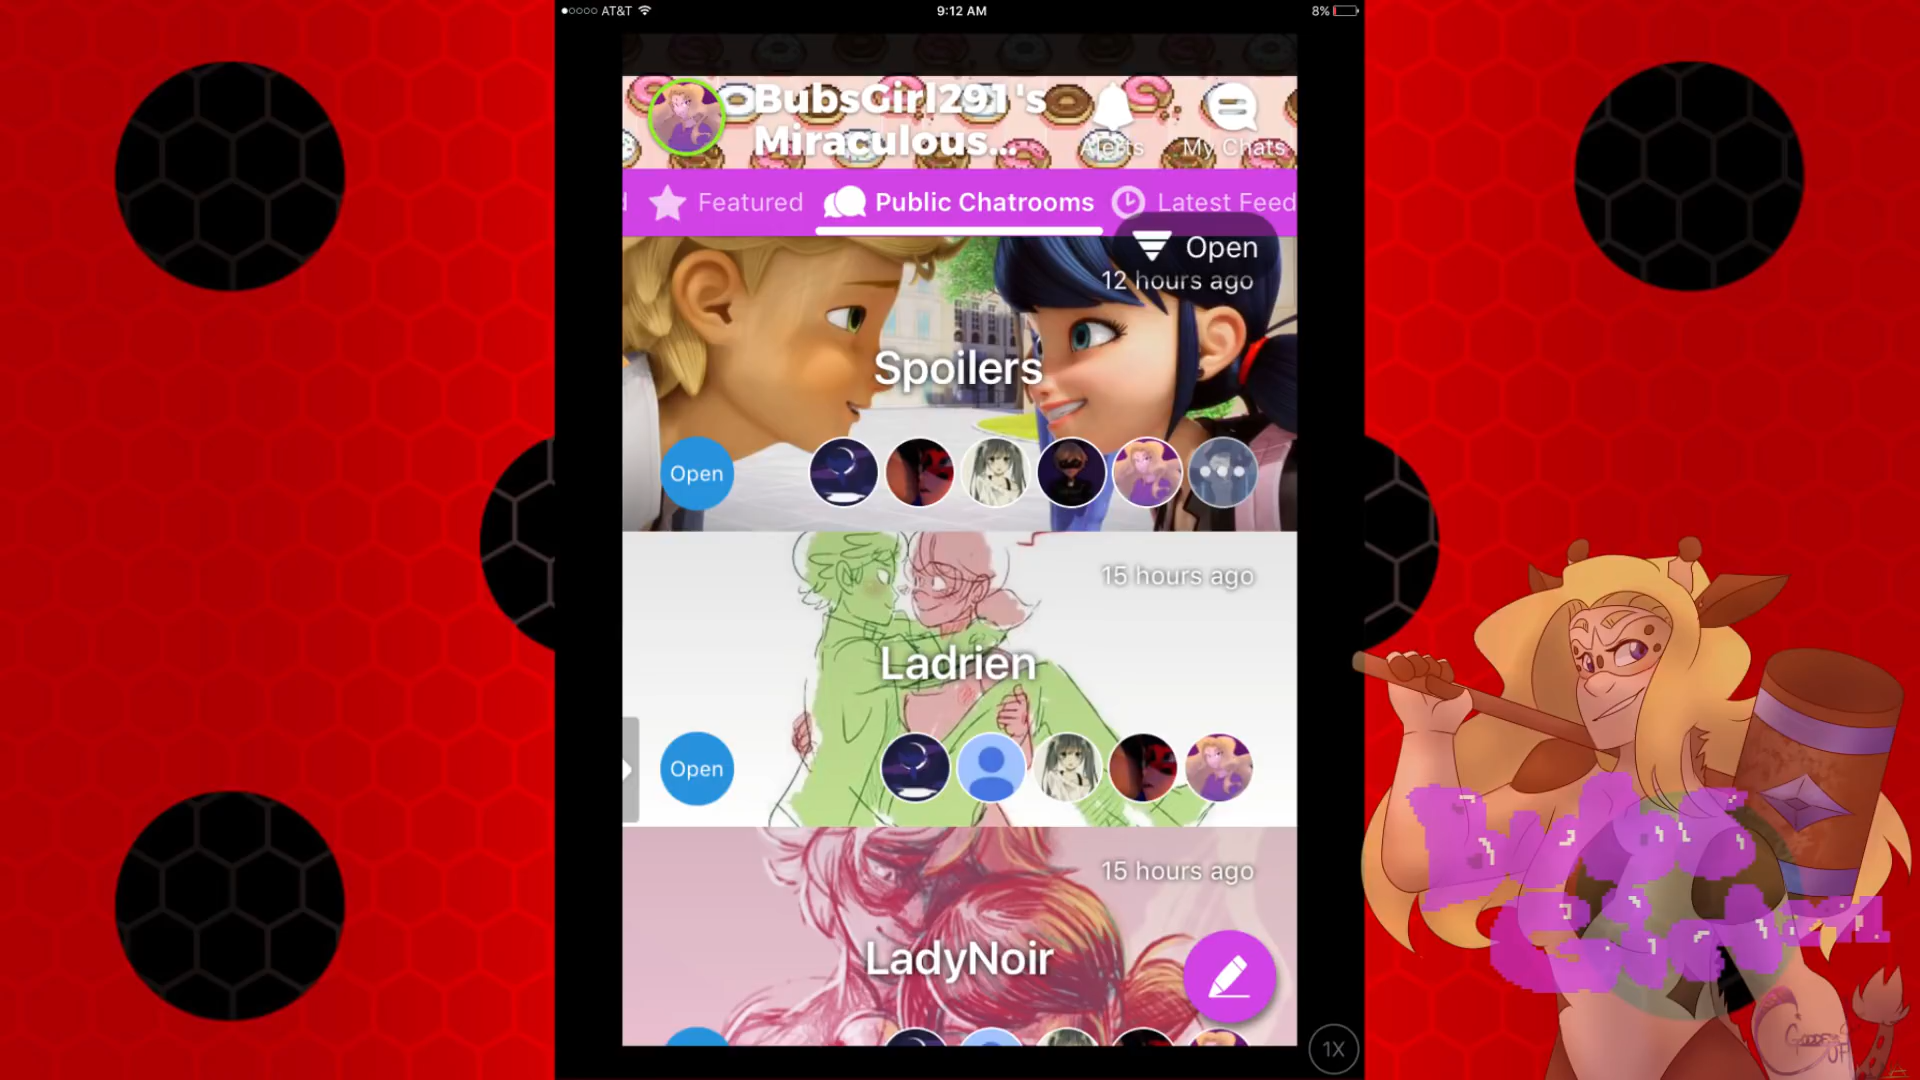 AT&T
9:12 AM
8%
BubsGirl291's
Miraculous...
Alerts
My Chats
Featured
Public Chatrooms
Latest Feed
Open
12 hours ago
Spoilers
Open
15 hours ago
Ladrien
Open
15 hours ago
LadyNoir
1X